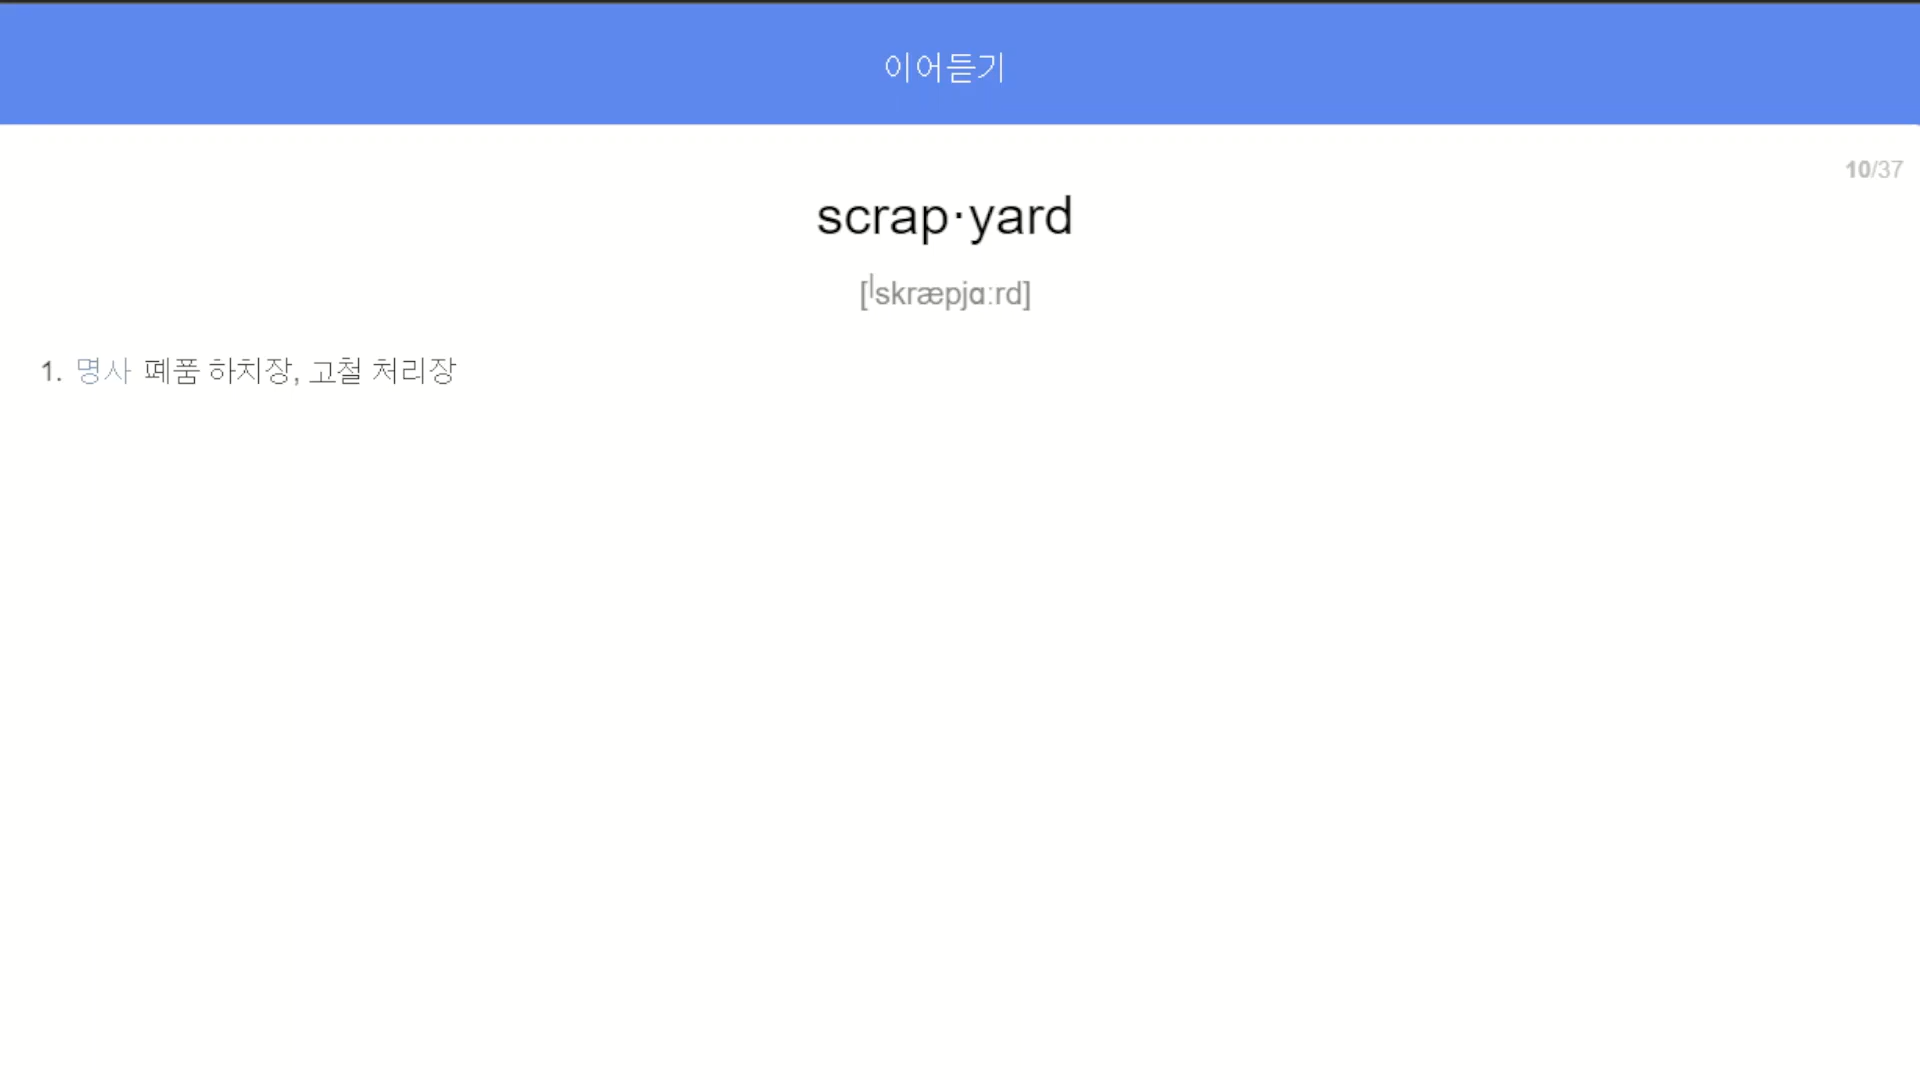 이어듣기
10/37
scrap·yard
[ˈskræpjɑːrd]
1. 명사 폐품 하치장, 고철 처리장